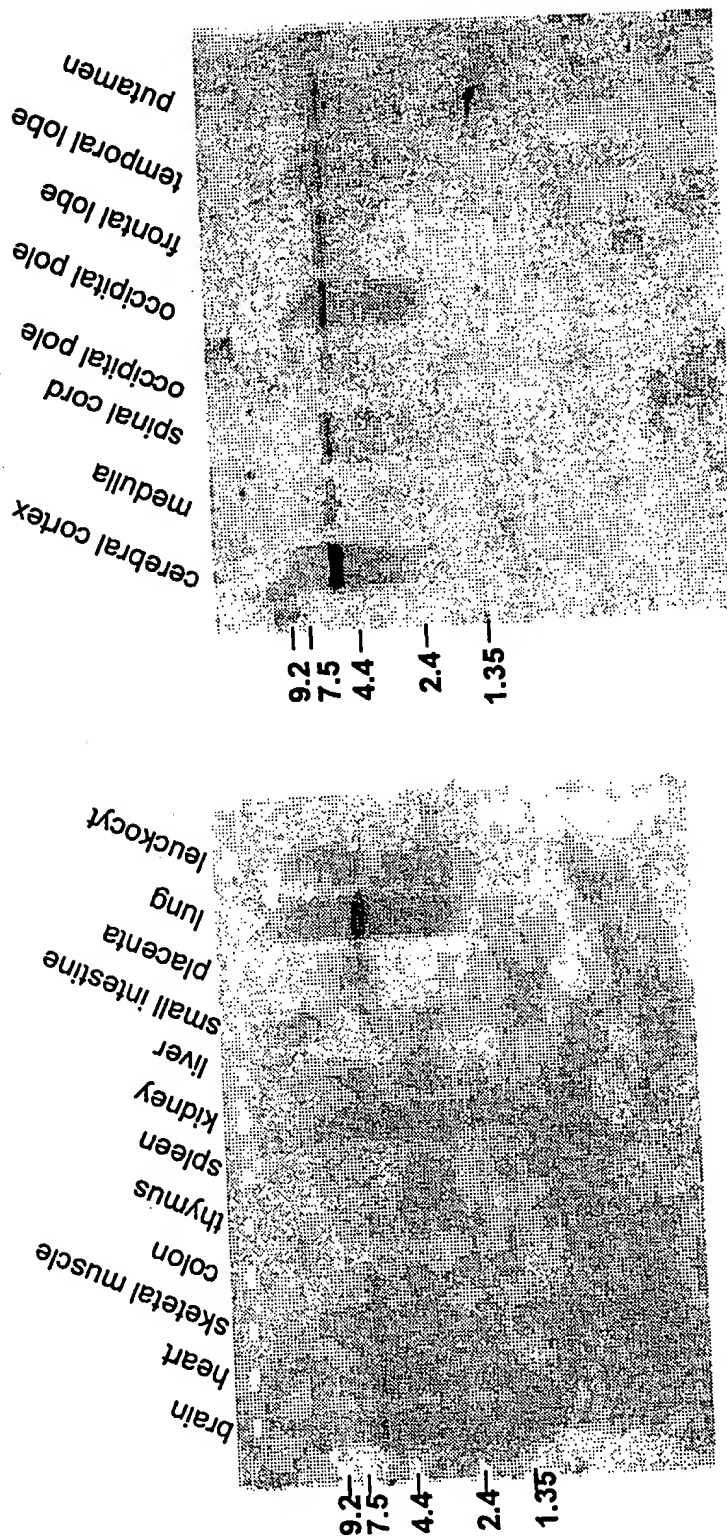 putamen
temporal lobe
frontal lobe
occipital pole
occipital pole
spinal cord
medulla
cerebral cortex
9.2
7.5
4.4
2.4
1.35
leuckocyt
lung
placenta
small intestine
liver
kidney
spleen
thymus
colon
sketetal muscle
heart
brain
9.2
7.5
4.4
2.4
1.35